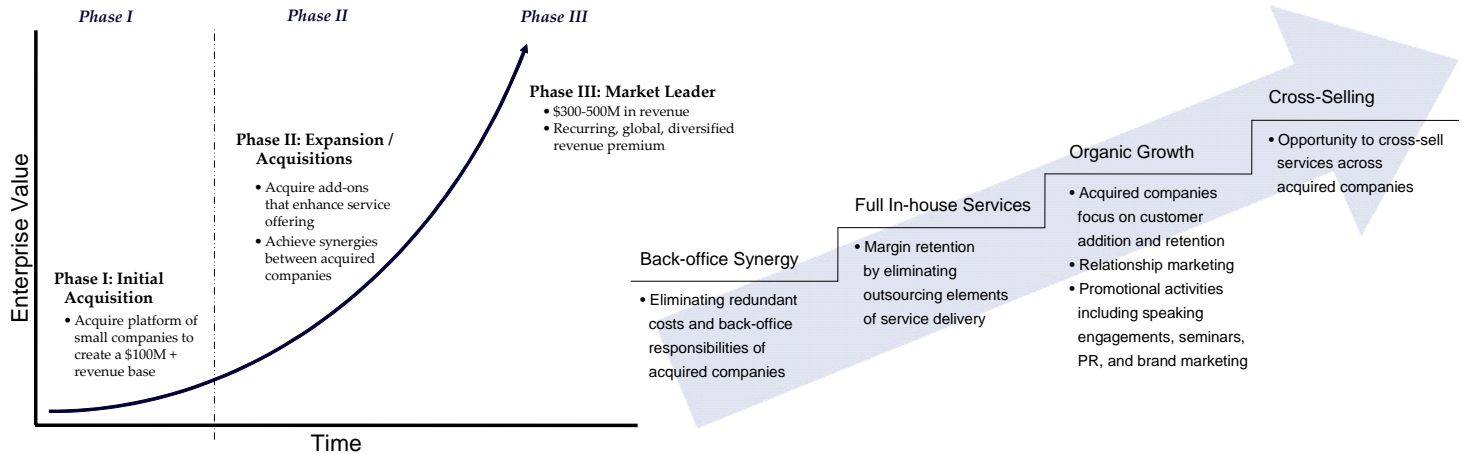 Phase I
Phase II
Phase III
Enterprise Value
Time
Phase I: Initial
Acquisition
• Acquire platform of
small companies to
create a $100M +
revenue base
Phase II: Expansion /
Acquisitions
• Acquire add-ons
that enhance service
offering
• Achieve synergies
between acquired
companies
Phase III: Market Leader
• $300-500M in revenue
• Recurring, global, diversified
revenue premium
Back-office Synergy
• Eliminating redundant
costs and back-office
responsibilities of
acquired companies
Full In-house Services
• Margin retention
by eliminating
outsourcing elements
of service delivery
Organic Growth
• Acquired companies
focus on customer
addition and retention
• Relationship marketing
• Promotional activities
including speaking
engagements, seminars,
PR, and brand marketing
Cross-Selling
• Opportunity to cross-sell
services across
acquired companies